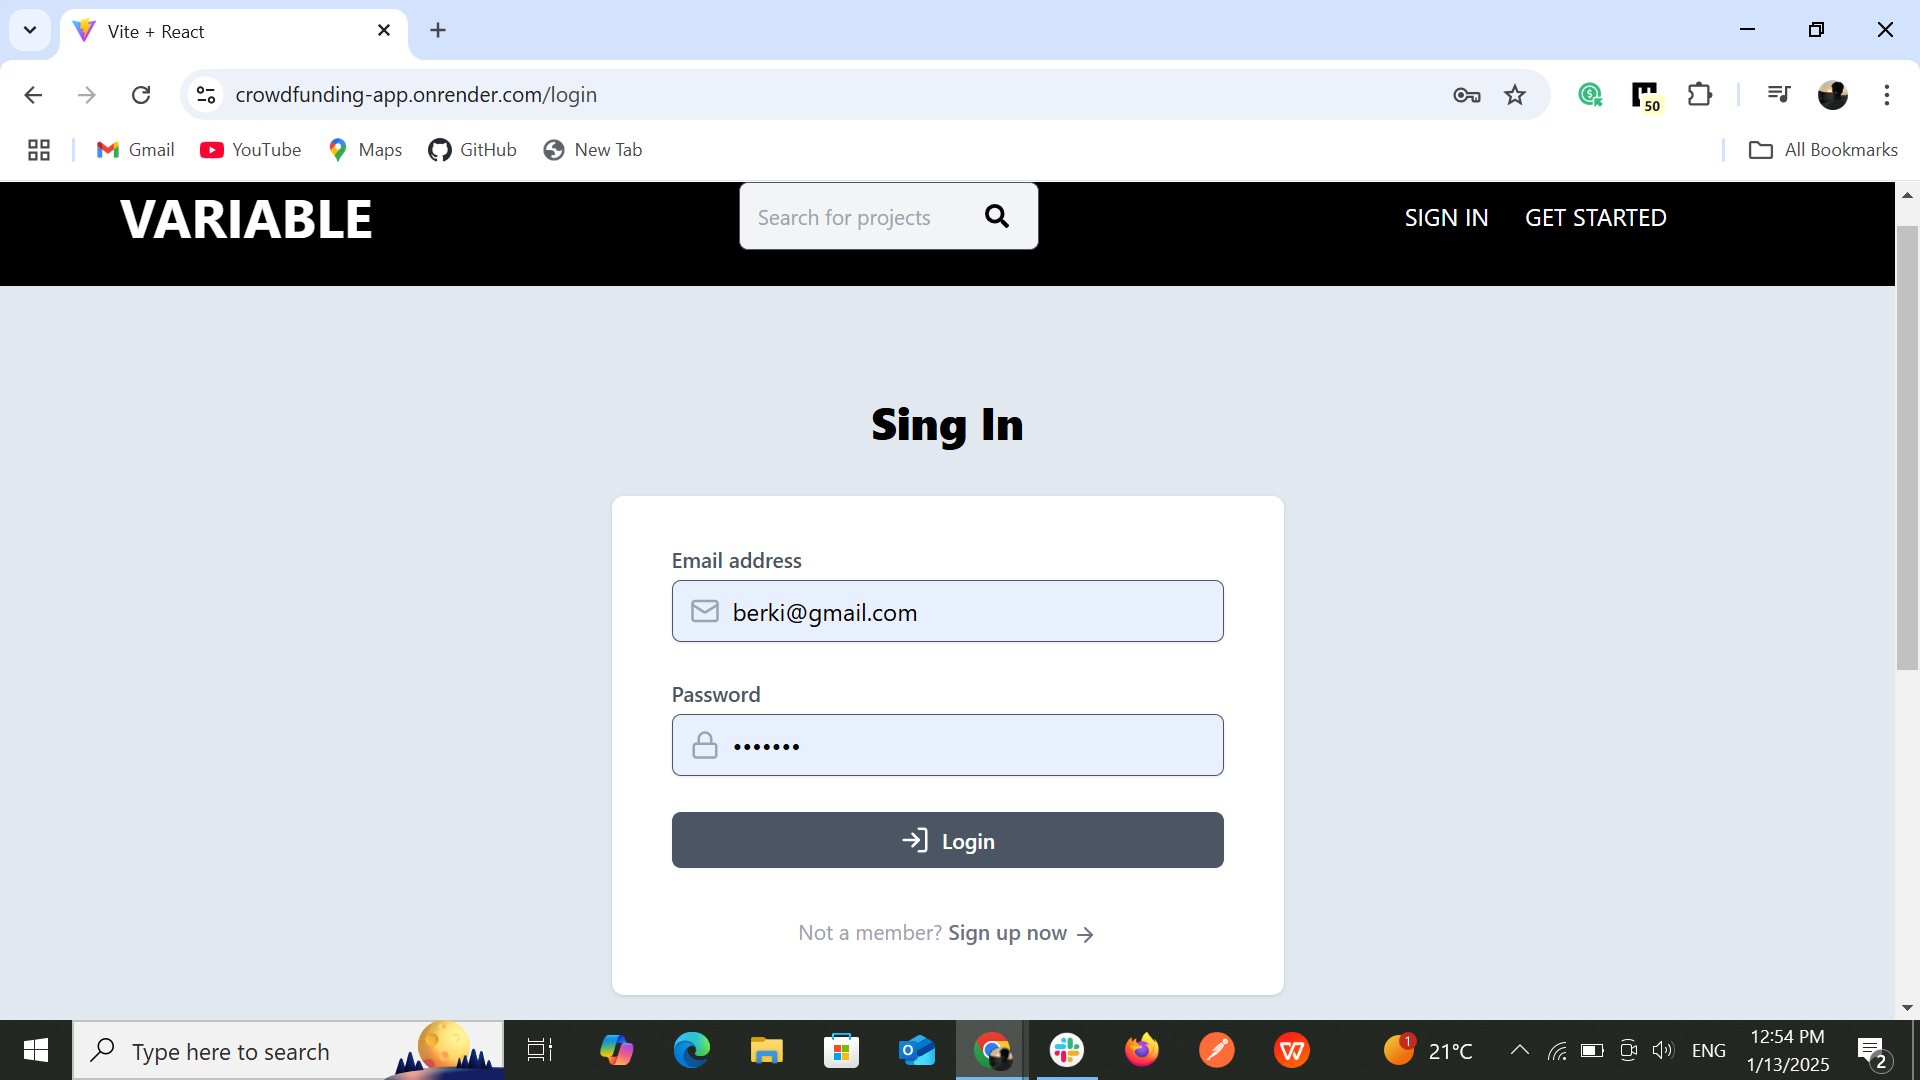 Vite + React
crowdfunding-app.onrender.com/login
50
Gmail YouTube Maps GitHub New Tab All Bookmarks
VARIABLE Search for projects SIGN IN GET STARTED
Sing In
Email address
berki@gmail.com
Password
•••••••
Login
Not a member? Sign up now →
Type here to search 1 21°C ENG 12:54 PM
1/13/2025 2